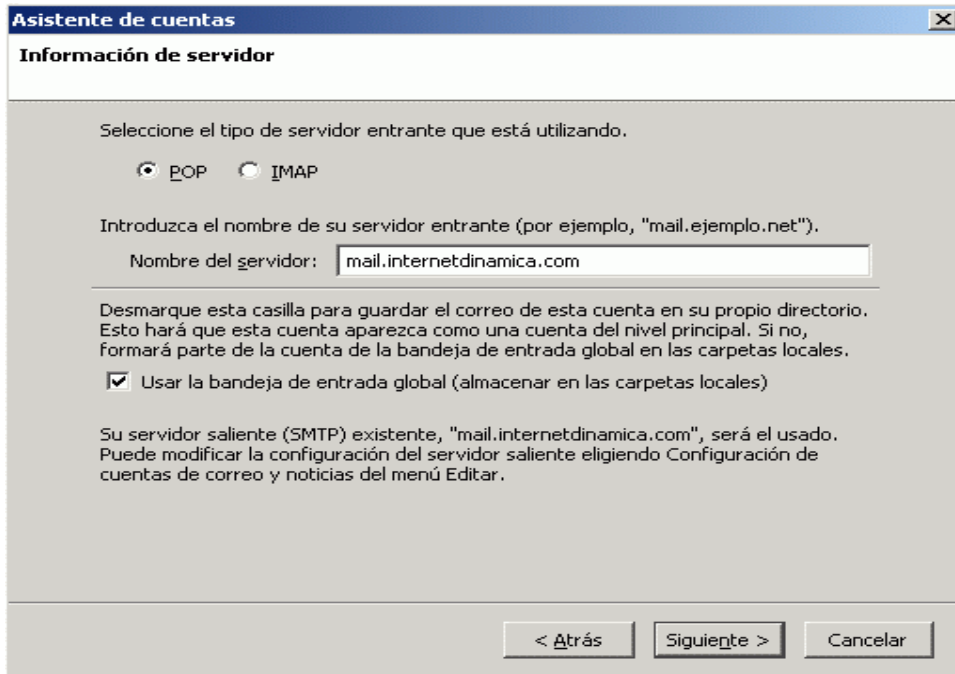 Asistente de cuentas
Información de servidor
Seleccione el tipo de servidor entrante que está utilizando.
POP IMAP
Introduzca el nombre de su servidor entrante (por ejemplo, "mail.ejemplo.net").
Nombre del servidor: mail.internetdinamica.com
Desmarque esta casilla para guardar el correo de esta cuenta en su propio directorio.
Esto hará que esta cuenta aparezca como una cuenta del nivel principal. Si no,
formará parte de la cuenta de la bandeja de entrada global en las carpetas locales.
Usar la bandeja de entrada global (almacenar en las carpetas locales)
Su servidor saliente (SMTP) existente, "mail.internetdinamica.com", será el usado.
Puede modificar la configuración del servidor saliente eligiendo Configuración de
cuentas de correo y noticias del menú Editar.
< Atrás Siguiente > Cancelar